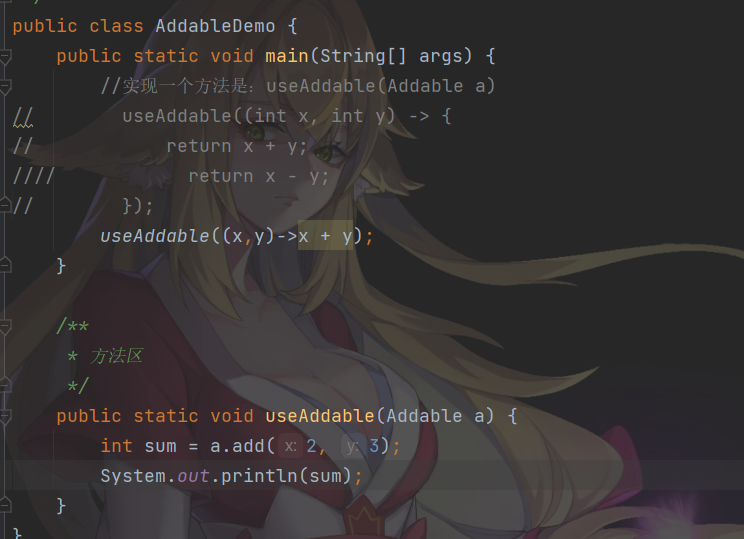 public class AddableDemo {
    public static void main(String[] args) {
        //实现一个方法是：useAddable(Addable a)
//        useAddable((int x, int y) -> {
//            return x + y;
////            return x - y;
//        });
        useAddable((x,y)->x + y);
    }
    /**
     * 方法区
     */
    public static void useAddable(Addable a) {
        int sum = a.add( x: 2, y: 3);
        System.out.println(sum);
    }
}